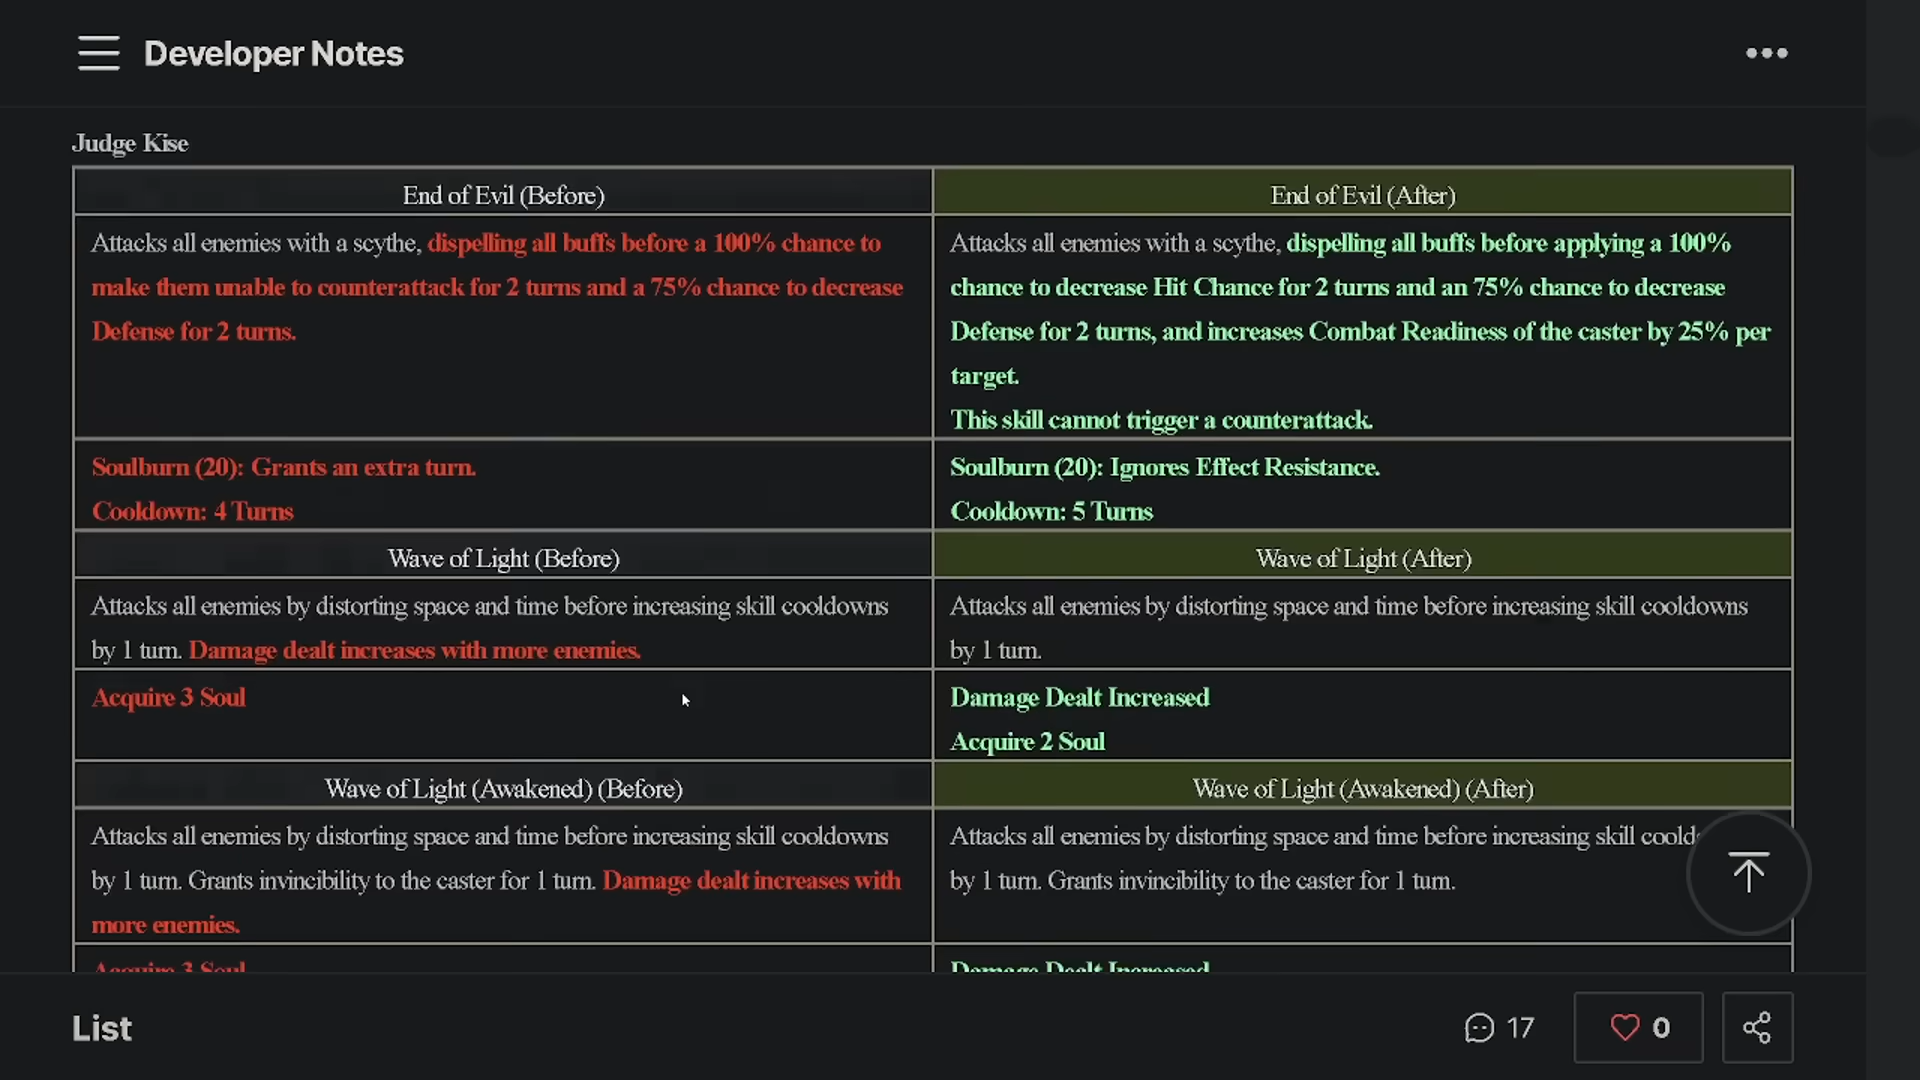 Developer Notes
Judge Kise
End of Evil (Before)
End of Evil (After)
Attacks all enemies with a scythe, dispelling all buffs before a 100% chance to
make them unable to counterattack for 2 turns and a 75% chance to decrease
Defense for 2 turns.
Attacks all enemies with a scythe, dispelling all buffs before applying a 100%
chance to decrease Hit Chance for 2 turns and an 75% chance to decrease
Defense for 2 turns, and increases Combat Readiness of the caster by 25% per
target.
This skill cannot trigger a counterattack.
Soulburn (20): Grants an extra turn.
Cooldown: 4 Turns
Soulburn (20): Ignores Effect Resistance.
Cooldown: 5 Turns
Wave of Light (Before)
Wave of Light (After)
Attacks all enemies by distorting space and time before increasing skill cooldowns
by 1 turn. Damage dealt increases with more enemies.
Attacks all enemies by distorting space and time before increasing skill cooldowns
by 1 turn.
Acquire 3 Soul
Damage Dealt Increased
Acquire 2 Soul
Wave of Light (Awakened) (Before)
Wave of Light (Awakened) (After)
Attacks all enemies by distorting space and time before increasing skill cooldowns
by 1 turn. Grants invincibility to the caster for 1 turn. Damage dealt increases with
more enemies.
Attacks all enemies by distorting space and time before increasing skill
by 1 turn. Grants invincibility to the caster for 1 turn.
Acquire 3 Soul
Damage Dealt Increased
List
17
0